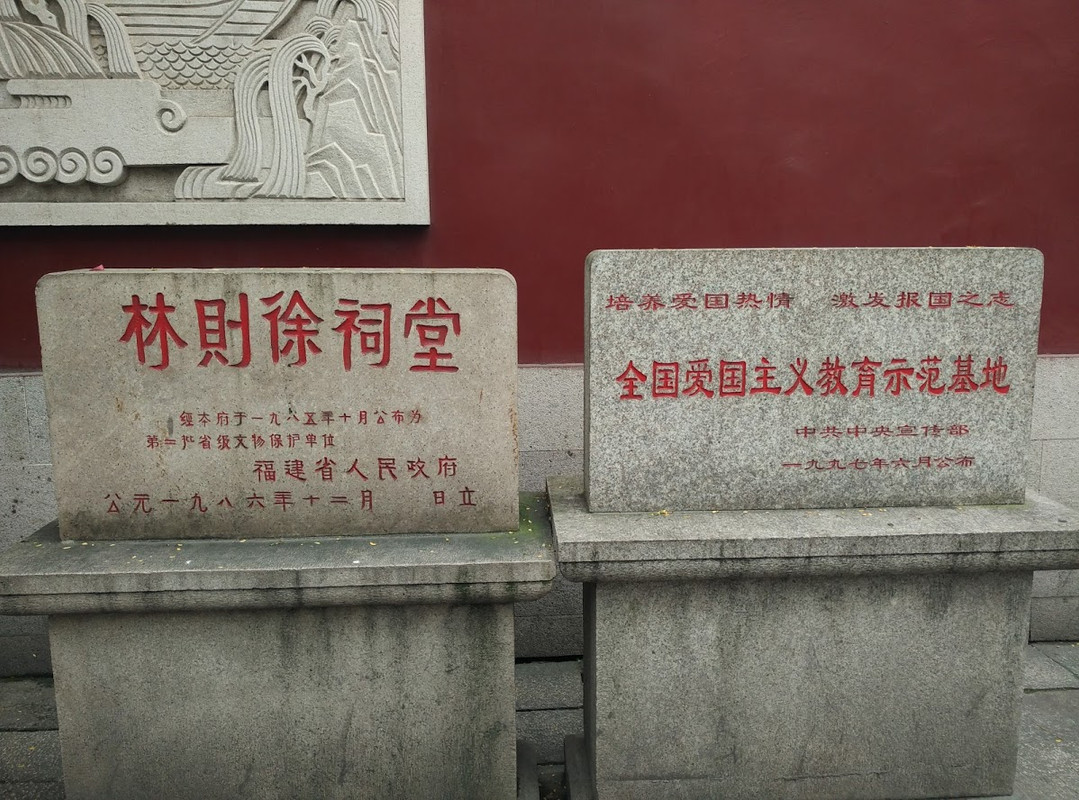 林則徐祠堂
經本府于一九八五年十月公布为
第二批省级文物保护单位
福建省人民政府
公元一九八六年十二月 日立
培养爱国热情 激发报国之志
全国爱国主义教育示范基地
中共中央宣传部
一九九七年六月公布